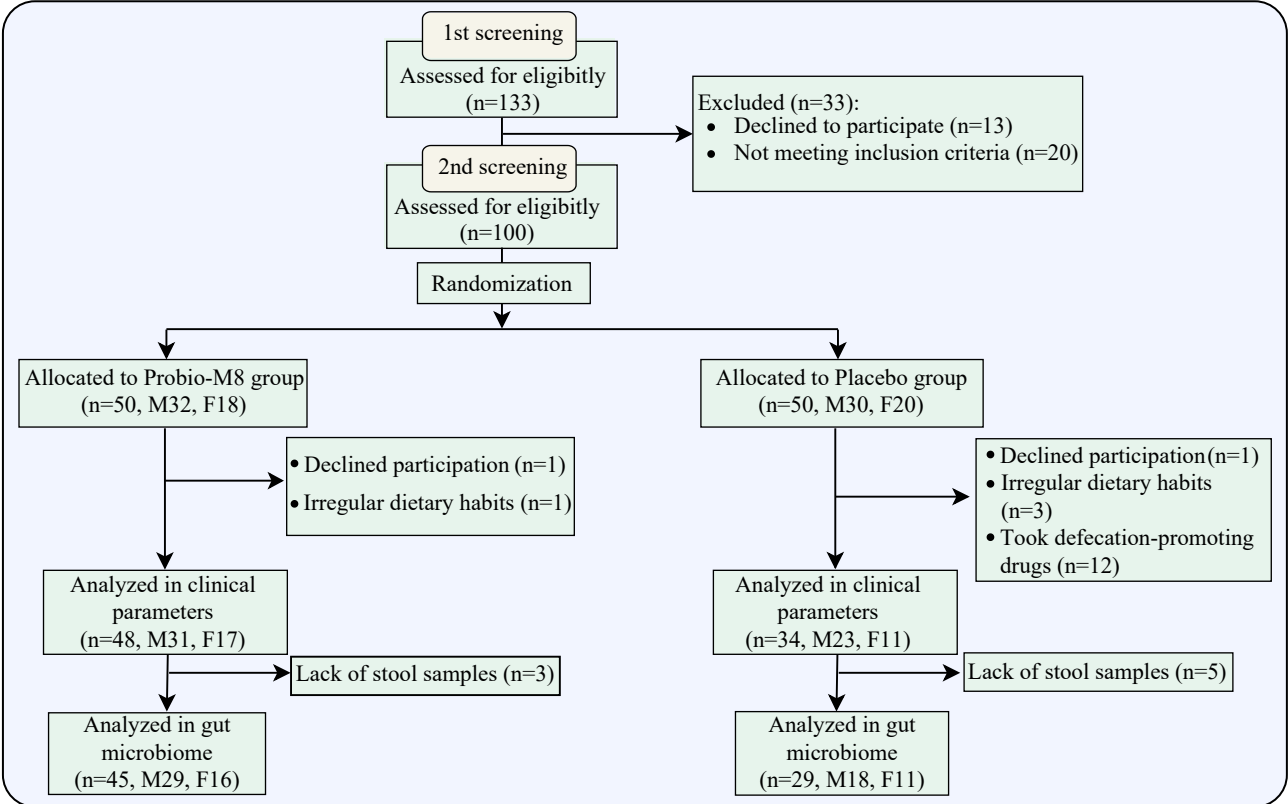 1st screening
Assessed for eligibitly
(n=133)
Excluded (n=33):
• Declined to participate (n=13)
• Not meeting inclusion criteria (n=20)
2nd screening
Assessed for eligibitly
(n=100)
Randomization
Allocated to Probio-M8 group
(n=50, M32, F18)
Allocated to Placebo group
(n=50, M30, F20)
• Declined participation (n=1)
• Irregular dietary habits (n=1)
• Declined participation (n=1)
• Irregular dietary habits
(n=3)
• Took defecation-promoting
drugs (n=12)
Analyzed in clinical
parameters
(n=48, M31, F17)
Analyzed in clinical
parameters
(n=34, M23, F11)
Lack of stool samples (n=3)
Lack of stool samples (n=5)
Analyzed in gut
microbiome
(n=45, M29, F16)
Analyzed in gut
microbiome
(n=29, M18, F11)